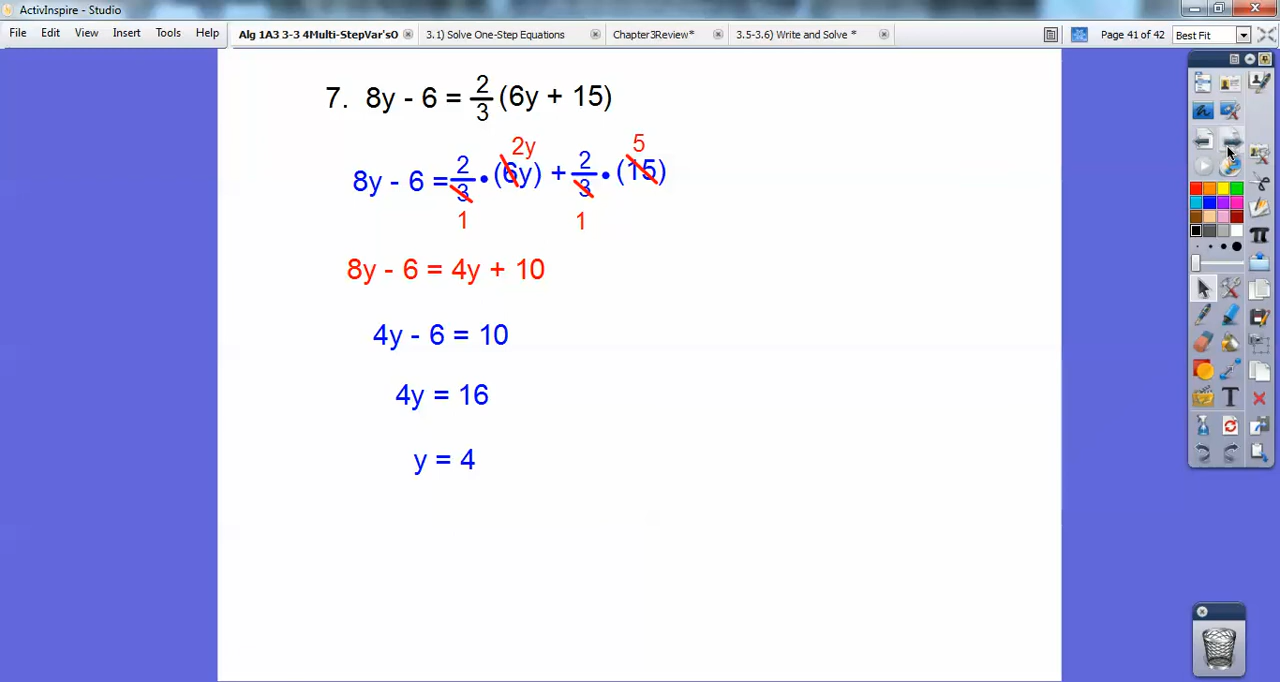 ActivInspire - Studio
File Edit View Insert Tools Help
Alg 1A3 3-3 4Multi-StepVar'sO 3.1) Solve One-Step Equations Chapter3Review* 3.5-3.6) Write and Solve * Page 41 of 42 Best Fit
7. 8y - 6 = 2/3 (6y + 15)
2y 5
8y - 6 = 2/3 • (6y) + 2/3 • (15)
1 1
8y - 6 = 4y + 10
4y - 6 = 10
4y = 16
y = 4